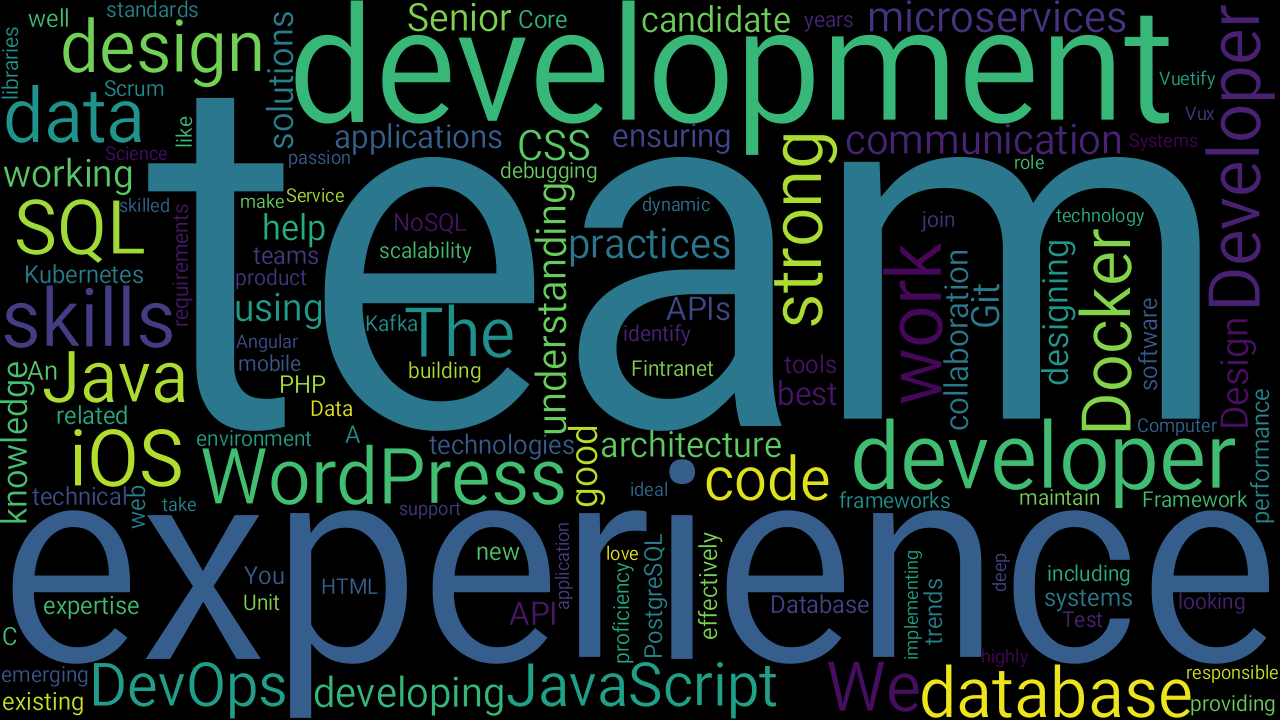 well
standards
Senior
Core
candidate
years
microservices
libraries
design
solutions
development
Developer
Scrum
Vuetify
data
like
applications
CSS
ensuring
communication
Vux
Systems
Science
passion
debugging
strong
role
working
team
skilled
make
Service
NoSQL
dynamic
join
technology
SQL
requirements
help
scalability
understanding
practices
work
collaboration
Git
designing
Docker
teams
Kubernetes
product
skills
using
Kafka
The
APIs
identify
software
Design
Angular
mobile
building
Fintranet
tools
best
knowledge
An
Java
PHP
Data
related
environment
A
technologies
good
architecture
Computer
performance
iOS
WordPress
code
developer
technical
web
take
support
ideal
frameworks
maintain
Framework
experience
new
application
love
proficiency
PostgreSQL
effectively
implementing
trends
deep
including
systems
Test
looking
You
Unit
HTML
API
Database
expertise
C
emerging
existing
DevOps
developing
JavaScript
We
highly
database
responsible
providing